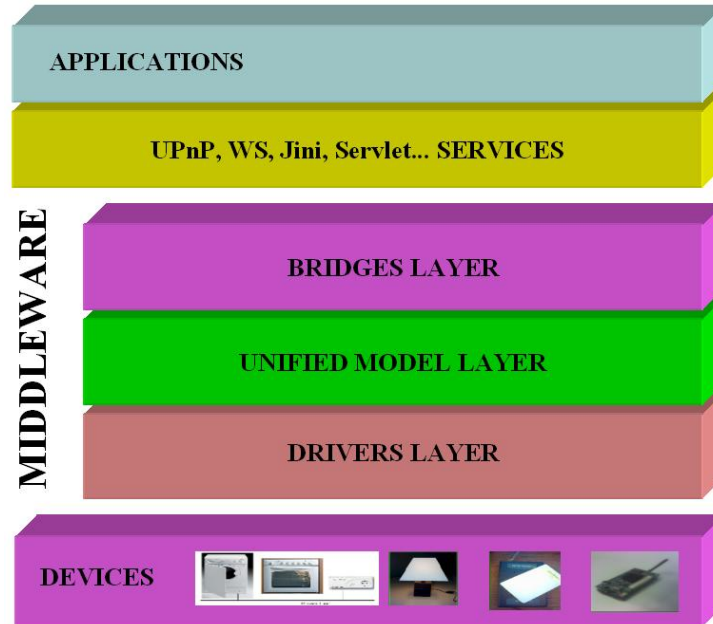 APPLICATIONS
UPnP, WS, Jini, Servlet... SERVICES
MIDDLEWARE
BRIDGES LAYER
UNIFIED MODEL LAYER
DRIVERS LAYER
DEVICES